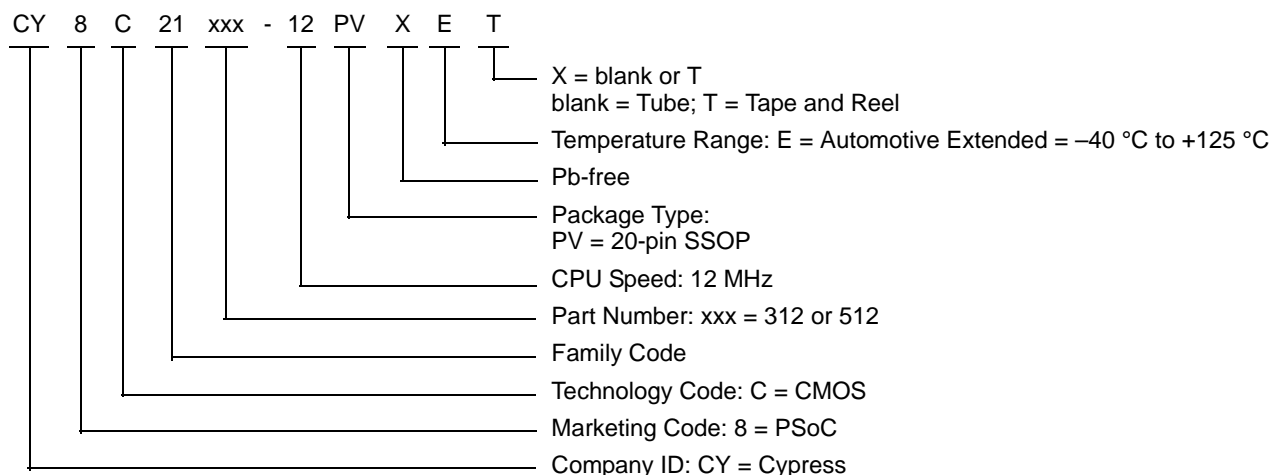 CY 8 C 21 xxx - 12 PV X E T
X = blank or T
blank = Tube; T = Tape and Reel
Temperature Range: E = Automotive Extended = –40 °C to +125 °C
Pb-free
Package Type:
PV = 20-pin SSOP
CPU Speed: 12 MHz
Part Number: xxx = 312 or 512
Family Code
Technology Code: C = CMOS
Marketing Code: 8 = PSoC
Company ID: CY = Cypress